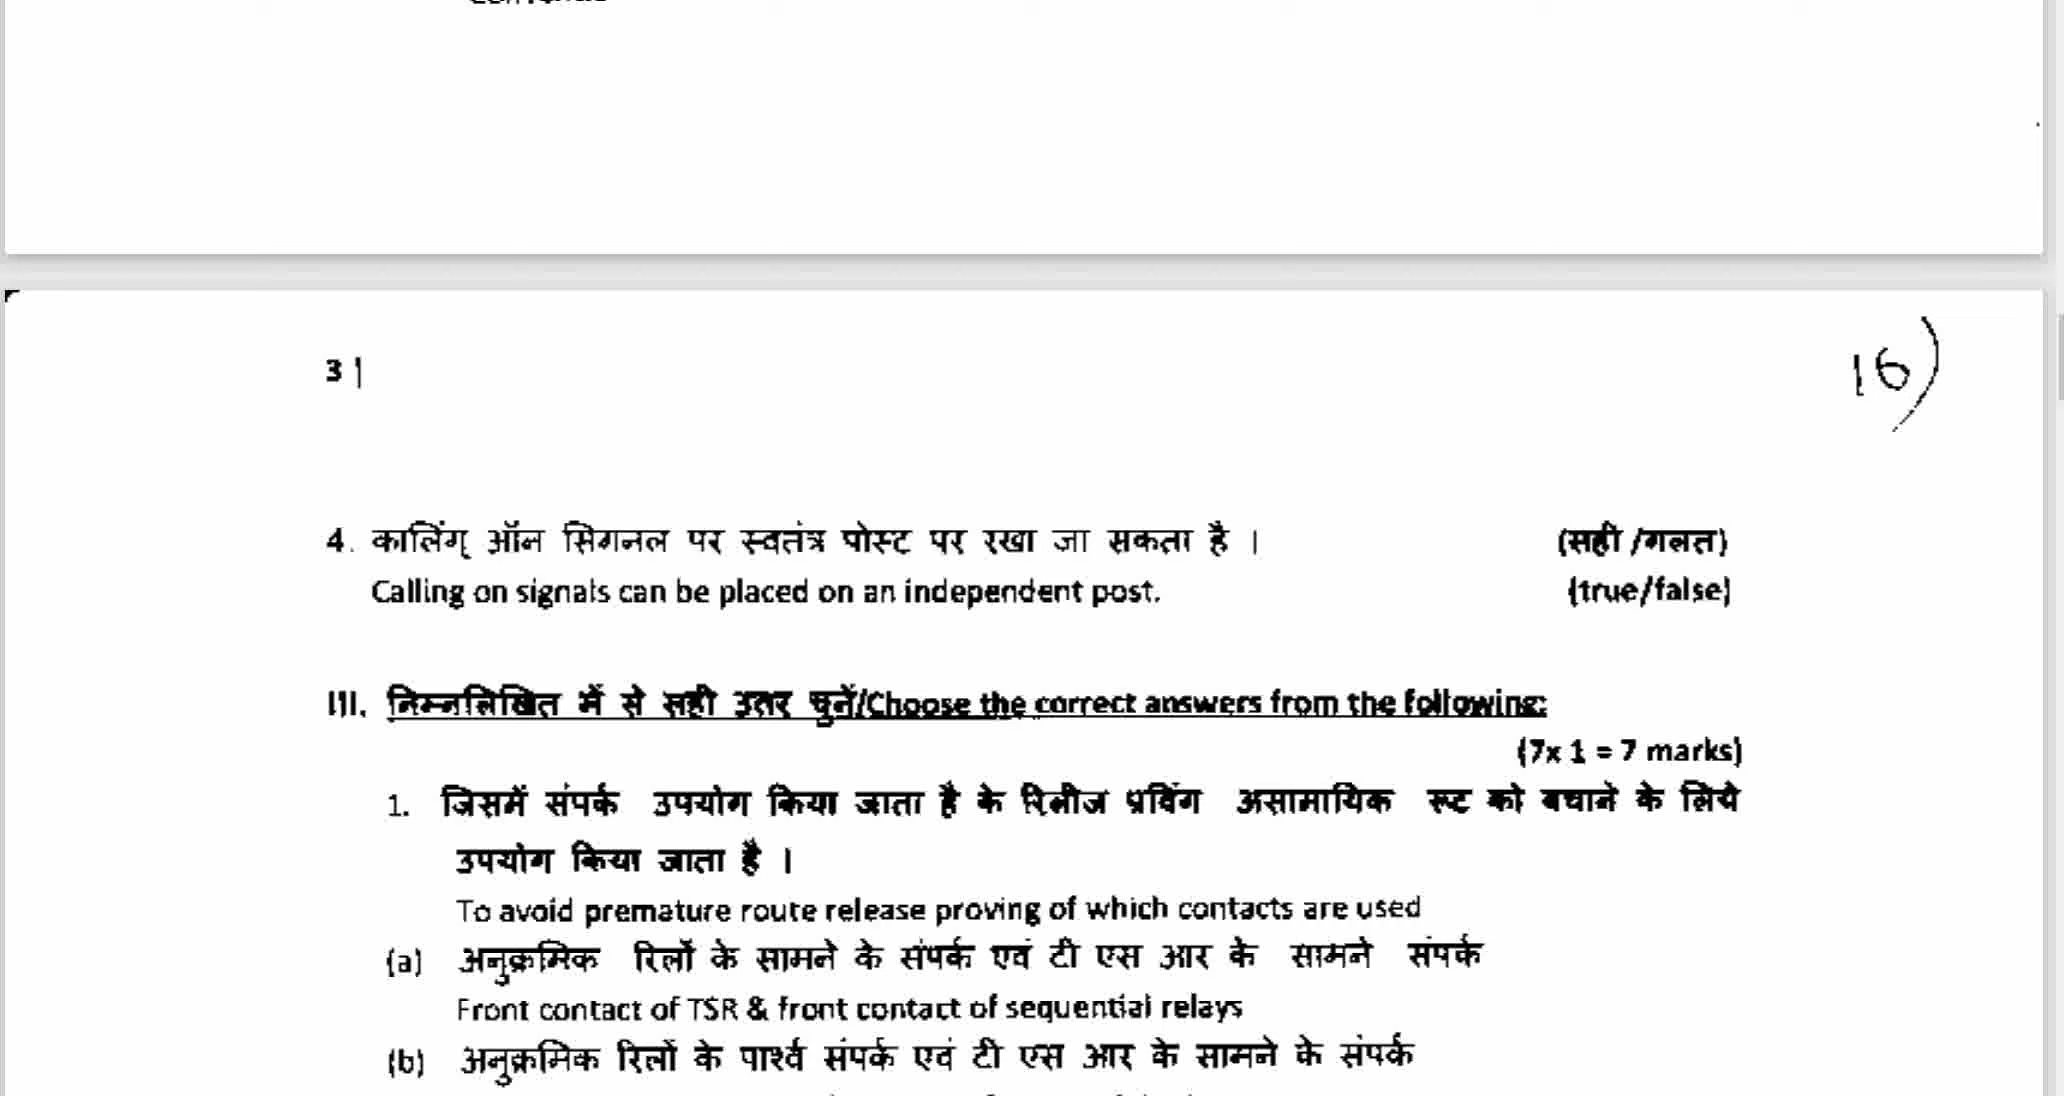 3|
16)
4. कालिंग् ऑन सिगनल पर स्वतंत्र पोस्ट पर रखा जा सकता है । (सही /गलत)
Calling on signals can be placed on an independent post. (true/false)
III. निम्नलिखित में से सही उतर चुनें/Choose the correct answers from the following:
(7x 1 = 7 marks)
1. जिसमें संपर्क उपयोग किया जाता है के रिलीज प्रविंग असामायिक रूट को बचाने के लिये
उपयोग किया जाता है ।
To avoid premature route release proving of which contacts are used
(a) अनुक्रमिक रिलों के सामने के संपर्क एवं टी एस आर के सामने संपर्क
Front contact of TSR & front contact of sequential relays
(b) अनुक्रमिक रिलों के पार्श्व संपर्क एवं टी एस आर के सामने के संपर्क